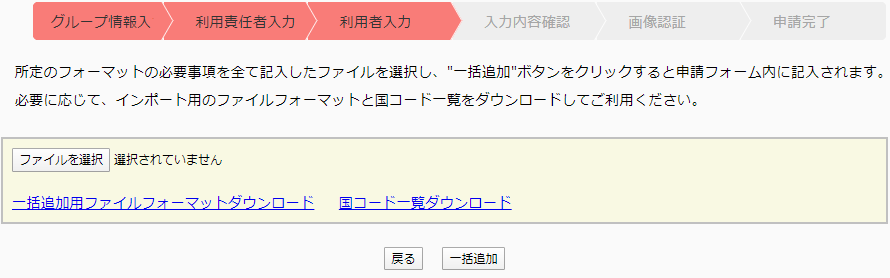 グループ情報入 利用責任者入力 利用者入力 入力内容確認 画像認証 申請完了
所定のフォーマットの必要事項を全て記入したファイルを選択し、"一括追加"ボタンをクリックすると申請フォーム内に記入されます。
必要に応じて、インポート用のファイルフォーマットと国コード一覧をダウンロードしてご利用ください。
ファイルを選択 選択されていません
一括追加用ファイルフォーマットダウンロード 国コード一覧ダウンロード
戻る 一括追加